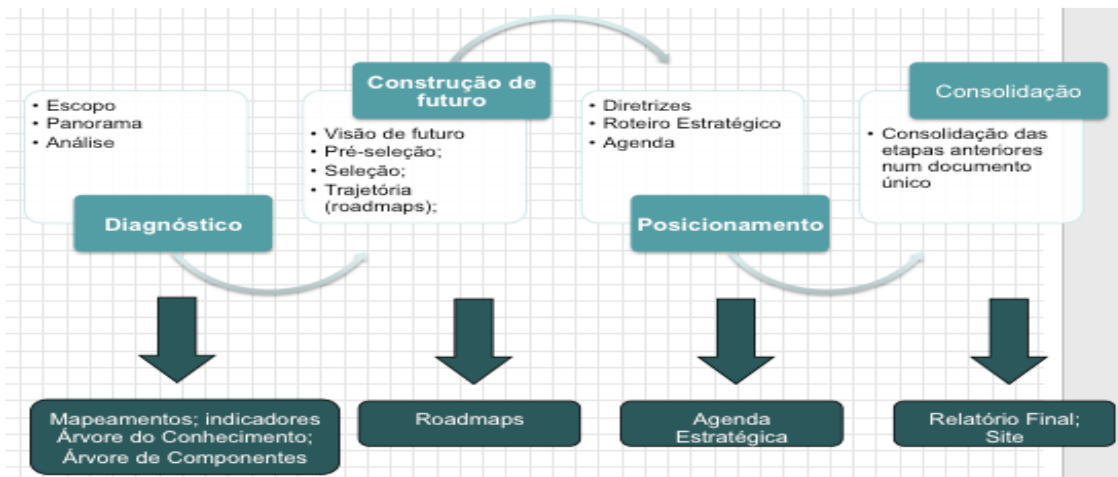 • Escopo
• Panorama
• Análise
Diagnóstico
Construção de
futuro
• Visão de futuro
• Pré-seleção;
• Seleção;
• Trajetória
(roadmaps);
• Diretrizes
• Roteiro Estratégico
• Agenda
Posicionamento
Consolidação
• Consolidação das
etapas anteriores
num documento
único
Mapeamentos; indicadores
Árvore do Conhecimento;
Árvore de Componentes
Roadmaps
Agenda
Estratégica
Relatório Final;
Site